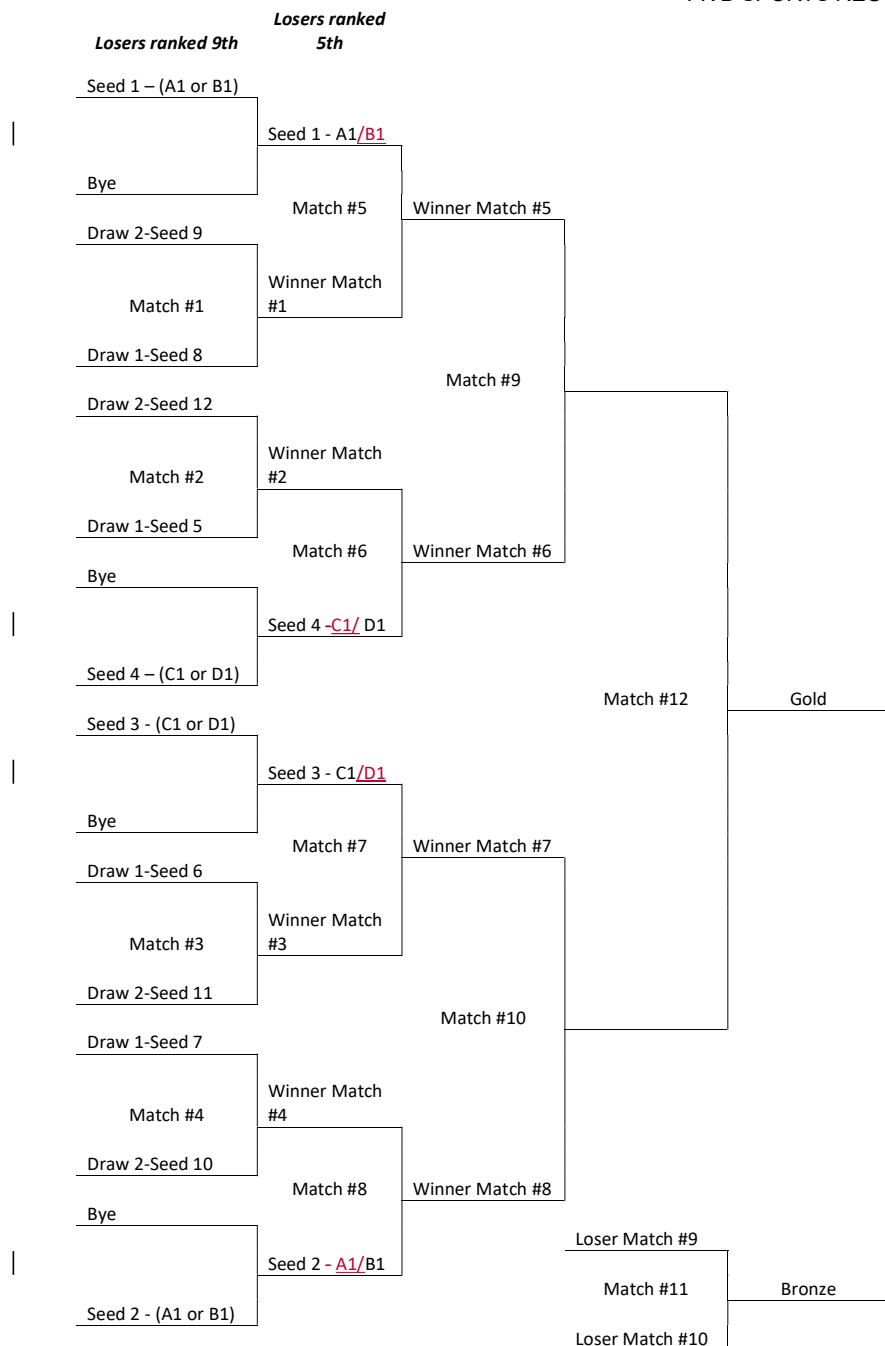 Losers ranked 9th
Losers ranked
5th
Seed 1 – (A1 or B1)
Seed 1 - A1/B1
Bye
Match #5
Winner Match #5
Draw 2-Seed 9
Winner Match
#1
Match #1
Draw 1-Seed 8
Match #9
Draw 2-Seed 12
Winner Match
#2
Match #2
Draw 1-Seed 5
Match #6
Winner Match #6
Bye
Seed 4 -C1/ D1
Seed 4 – (C1 or D1)
Match #12
Gold
Seed 3 - (C1 or D1)
Seed 3 - C1/D1
Bye
Match #7
Winner Match #7
Draw 1-Seed 6
Winner Match
#3
Match #3
Draw 2-Seed 11
Match #10
Draw 1-Seed 7
Winner Match
#4
Match #4
Draw 2-Seed 10
Match #8
Winner Match #8
Bye
Loser Match #9
Seed 2 - A1/B1
Match #11
Bronze
Seed 2 - (A1 or B1)
Loser Match #10